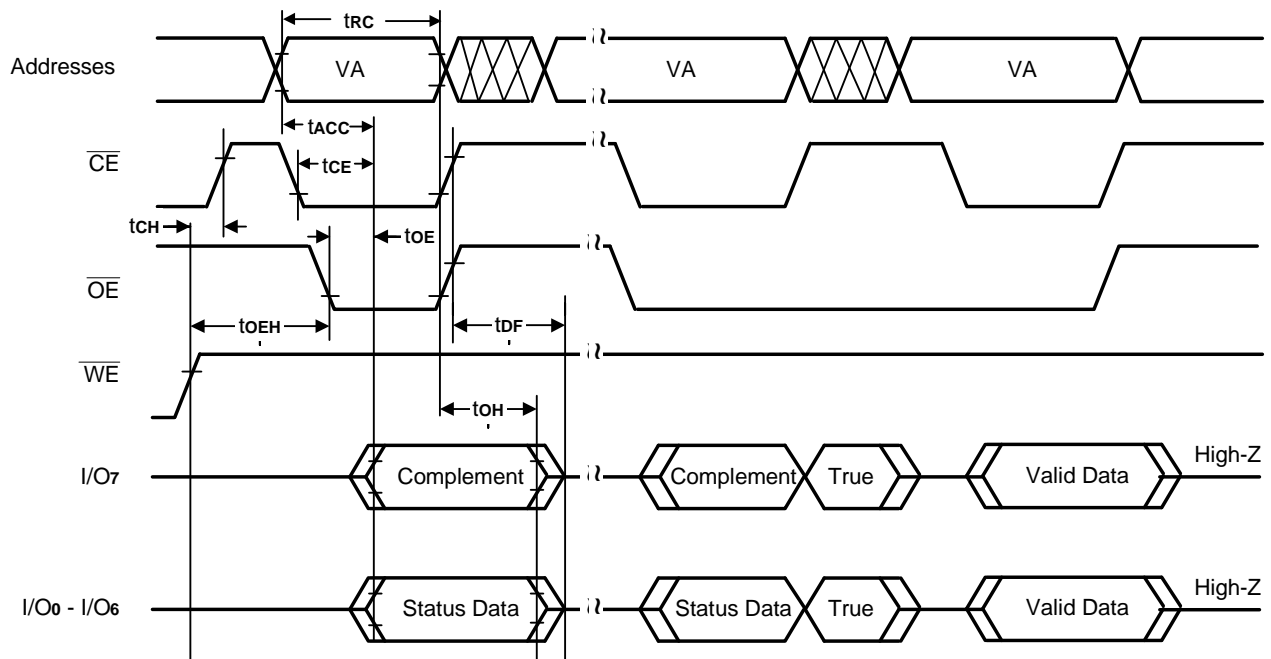 tRC
Addresses VA VA VA
tACC
CE tCE
tCH tOE
OE
tOEH tDF
WE
tOH
I/O7 Complement Complement True Valid Data High-Z
I/O0 - I/O6 Status Data Status Data True Valid Data High-Z